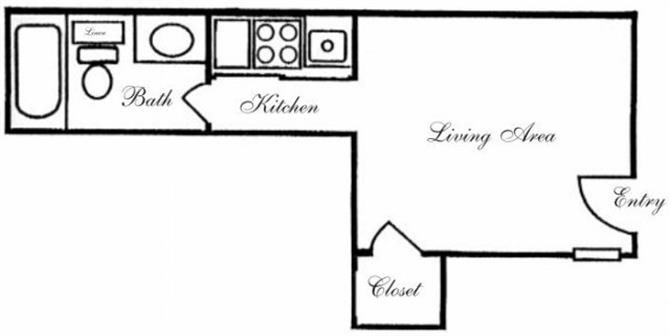 Linen
Bath
Kitchen
Living Area
Entry
Closet